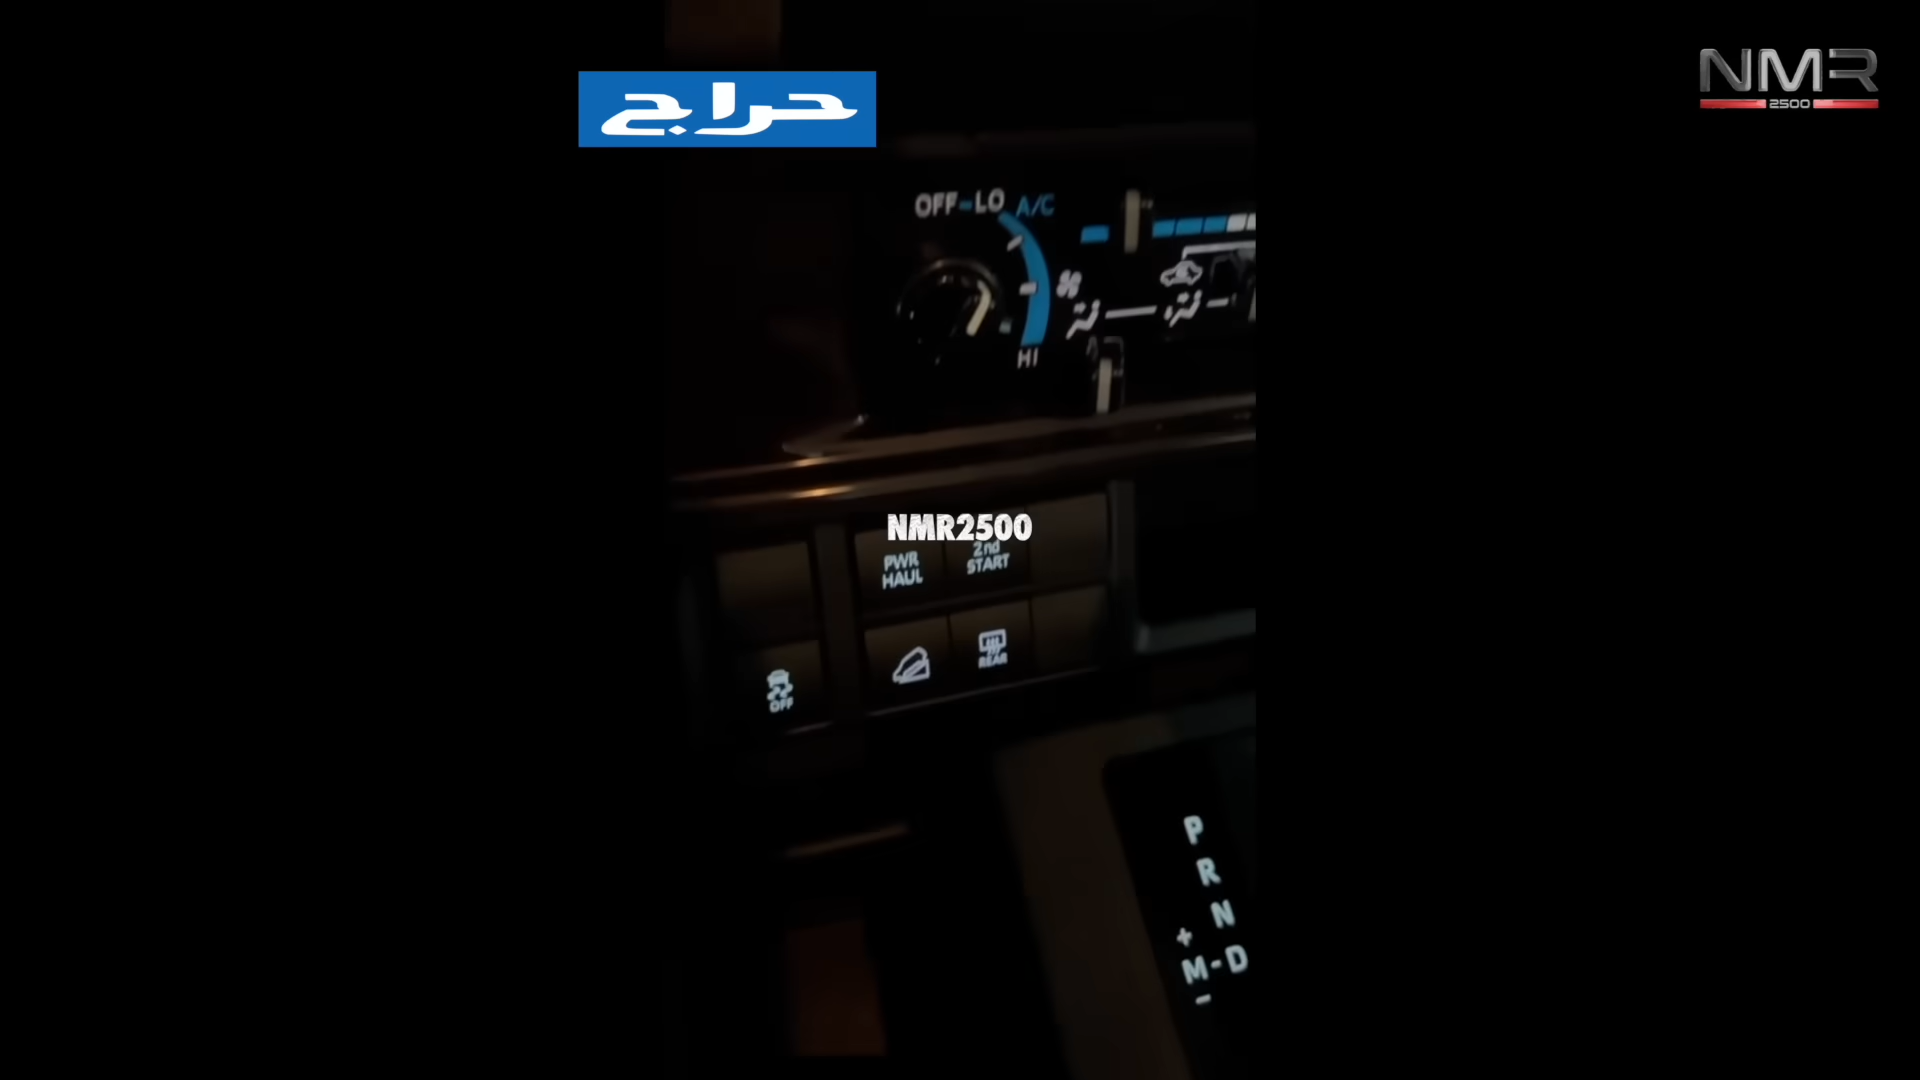 حراج
NMR
2500
OFF-LO A/C
HI
NMR2500
PWR
HAUL
2nd
START
REAR
OFF
P
R
N
+
M-D
-